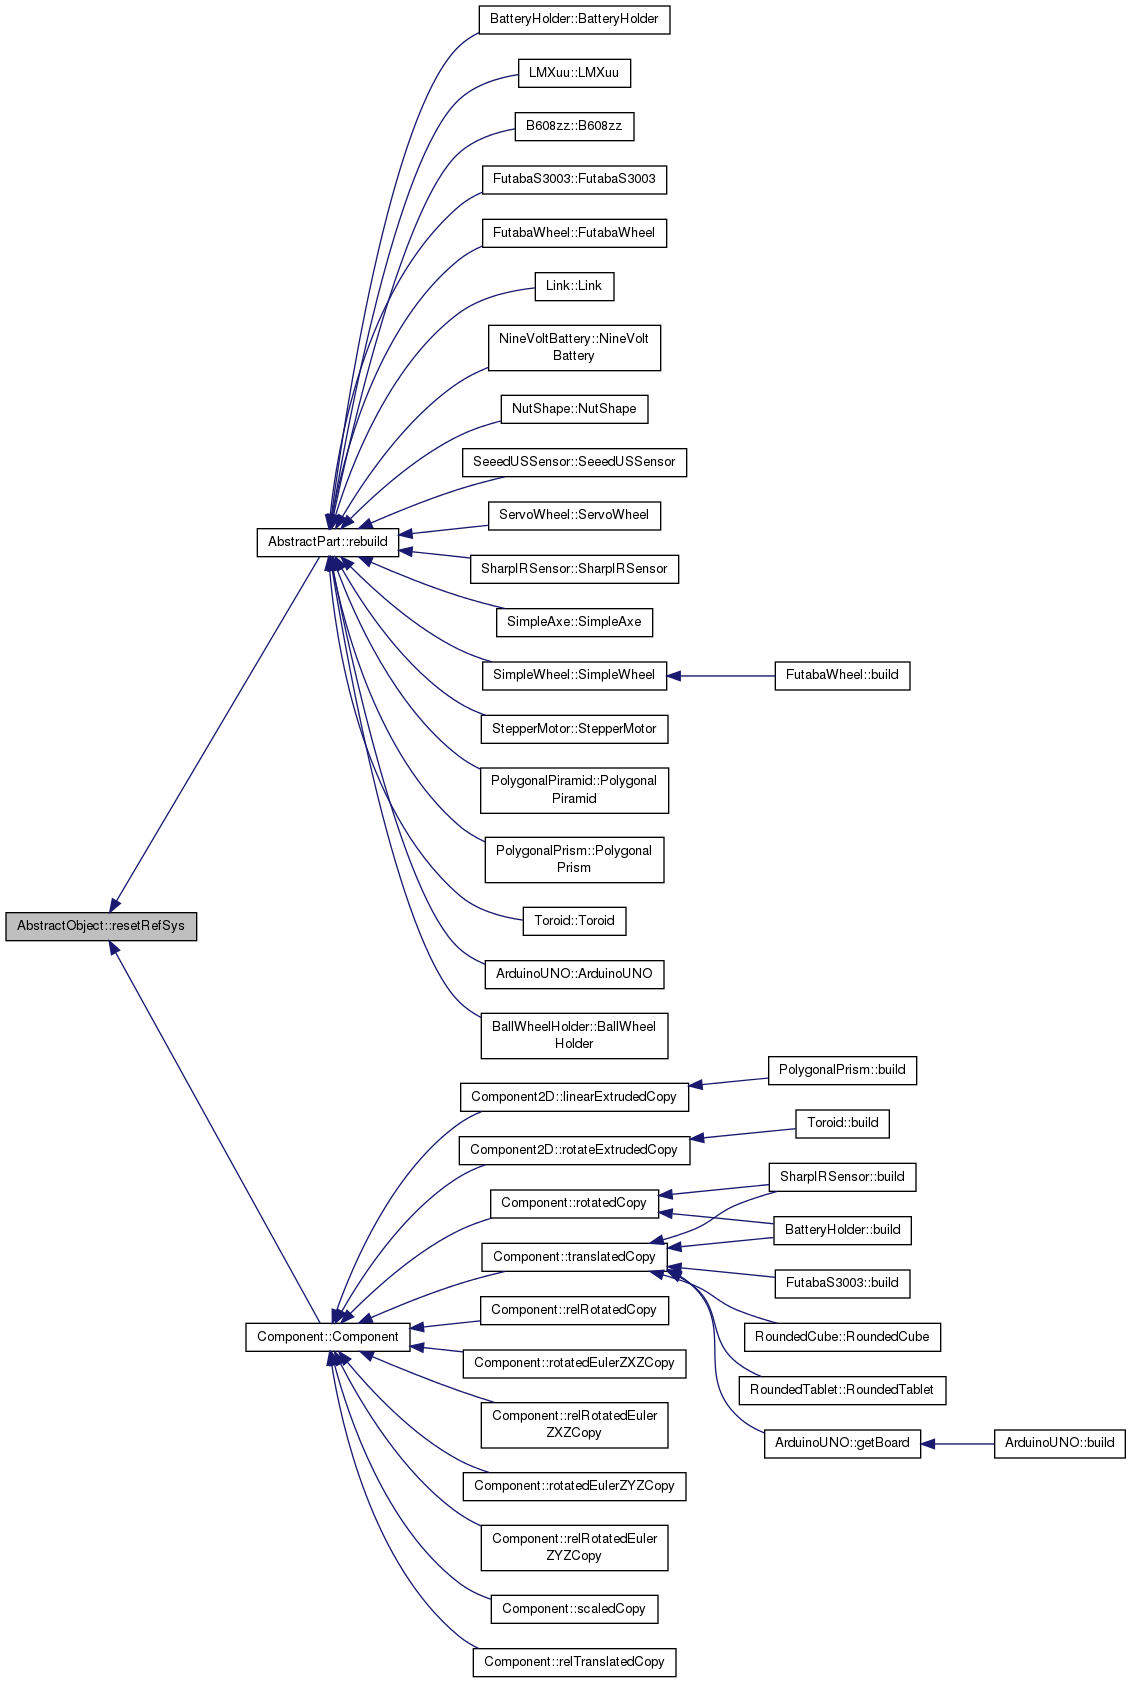 BatteryHolder::BatteryHolder
LMXuu::LMXuu
B608zz::B608zz
FutabaS3003::FutabaS3003
FutabaWheel::FutabaWheel
Link::Link
NineVoltBattery::NineVolt
Battery
NutShape::NutShape
SeeedUSSensor::SeeedUSSensor
ServoWheel::ServoWheel
AbstractPart::rebuild
SharpIRSensor::SharpIRSensor
SimpleAxe::SimpleAxe
SimpleWheel::SimpleWheel
FutabaWheel::build
StepperMotor::StepperMotor
PolygonalPiramid::Polygonal
Piramid
PolygonalPrism::Polygonal
Prism
Toroid::Toroid
AbstractObject::resetRefSys
ArduinoUNO::ArduinoUNO
BallWheelHolder::BallWheel
Holder
PolygonalPrism::build
Component2D::linearExtrudedCopy
Toroid::build
Component2D::rotateExtrudedCopy
SharpIRSensor::build
Component::rotatedCopy
BatteryHolder::build
Component::translatedCopy
FutabaS3003::build
Component::relRotatedCopy
Component::Component
RoundedCube::RoundedCube
Component::rotatedEulerZXZCopy
RoundedTablet::RoundedTablet
Component::relRotatedEuler
ZXZCopy
ArduinoUNO::getBoard
ArduinoUNO::build
Component::rotatedEulerZYZCopy
Component::relRotatedEuler
ZYZCopy
Component::scaledCopy
Component::relTranslatedCopy